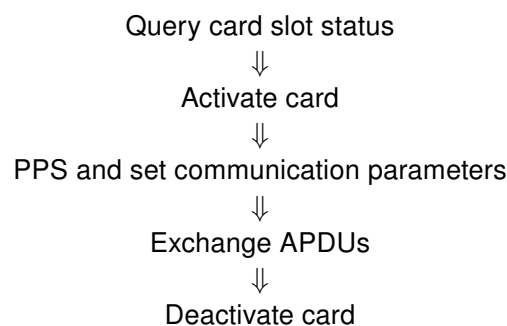 Query card slot status
⇓
Activate card
⇓
PPS and set communication parameters
⇓
Exchange APDUs
⇓
Deactivate card